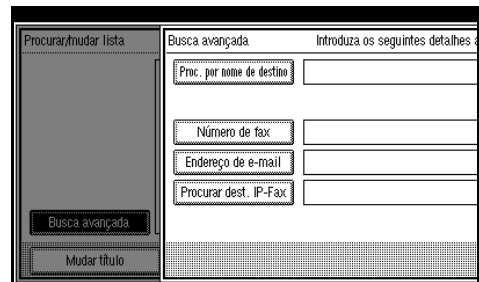 Procurar/mudar lista
Busca avançada Introduza os seguintes detalhes
Proc. por nome de destino
Número de fax
Endereço de e-mail
Procurar dest. IP-Fax
Busca avançada
Mudar título